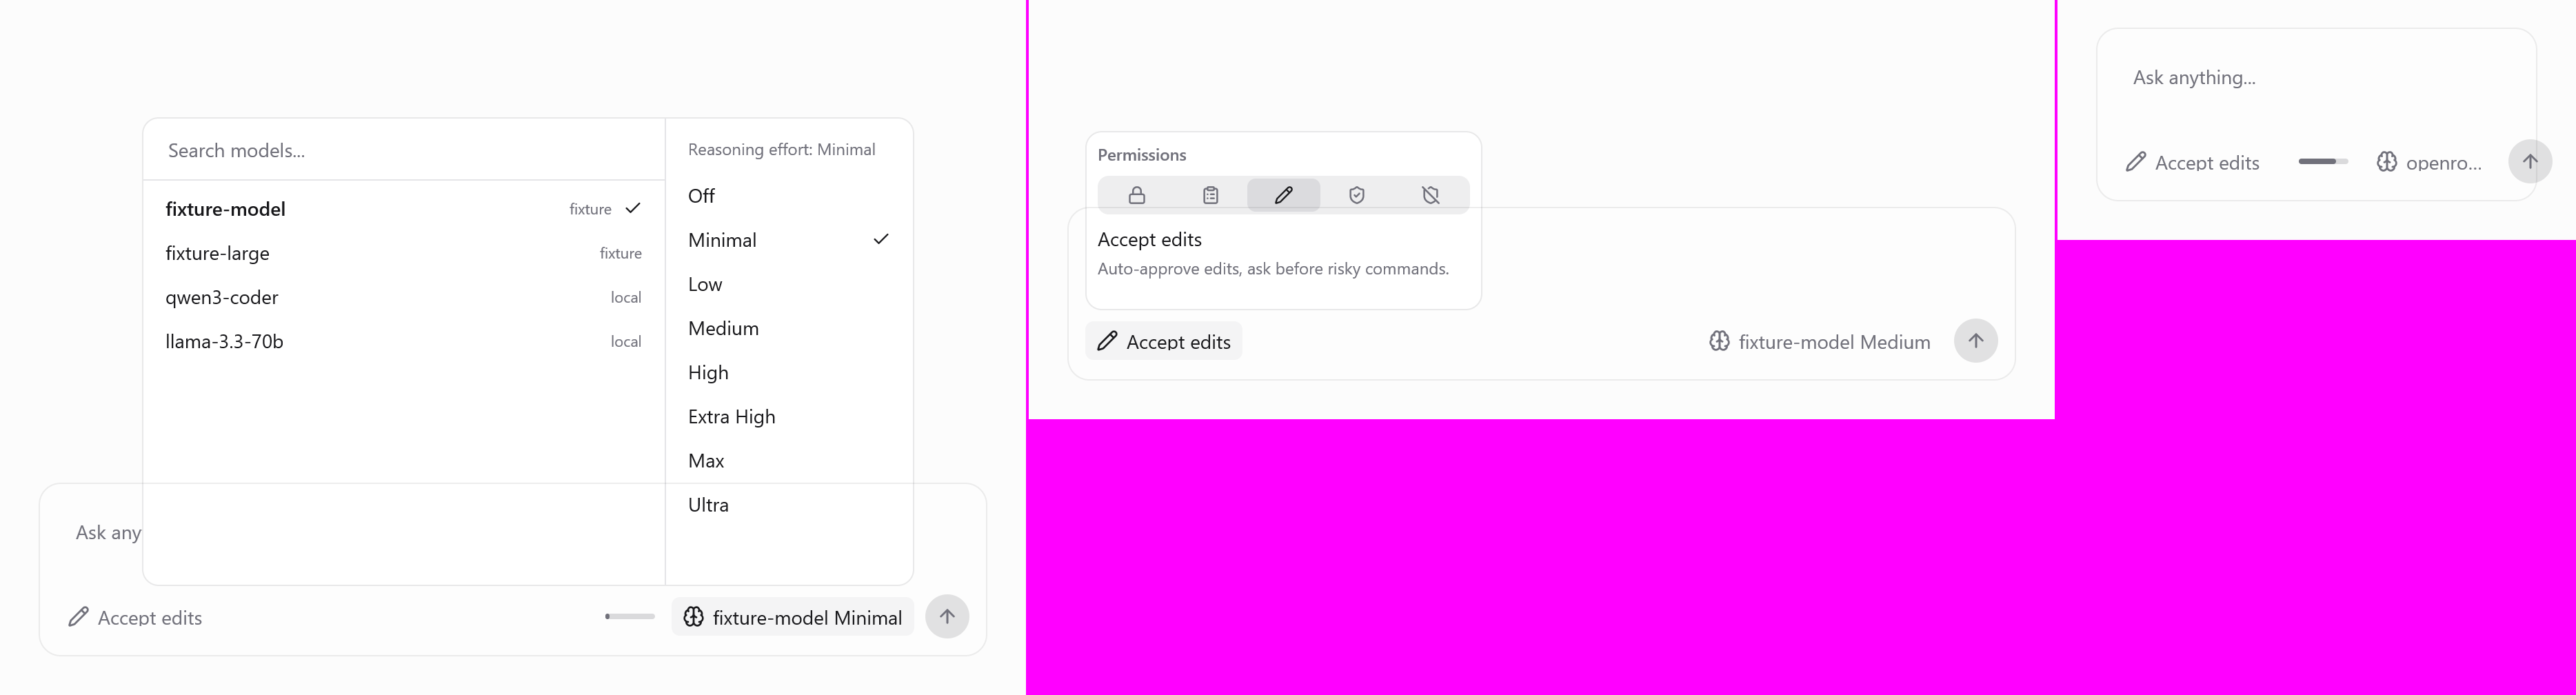 Search models...
fixture-model fixture
fixture-large fixture
qwen3-coder local
llama-3.3-70b local
Reasoning effort: Minimal
Off
Minimal
Low
Medium
High
Extra High
Max
Ultra
Ask any
Accept edits
fixture-model Minimal
Permissions
Accept edits
Auto-approve edits, ask before risky commands.
Accept edits
fixture-model Medium
Ask anything...
Accept edits
openro...